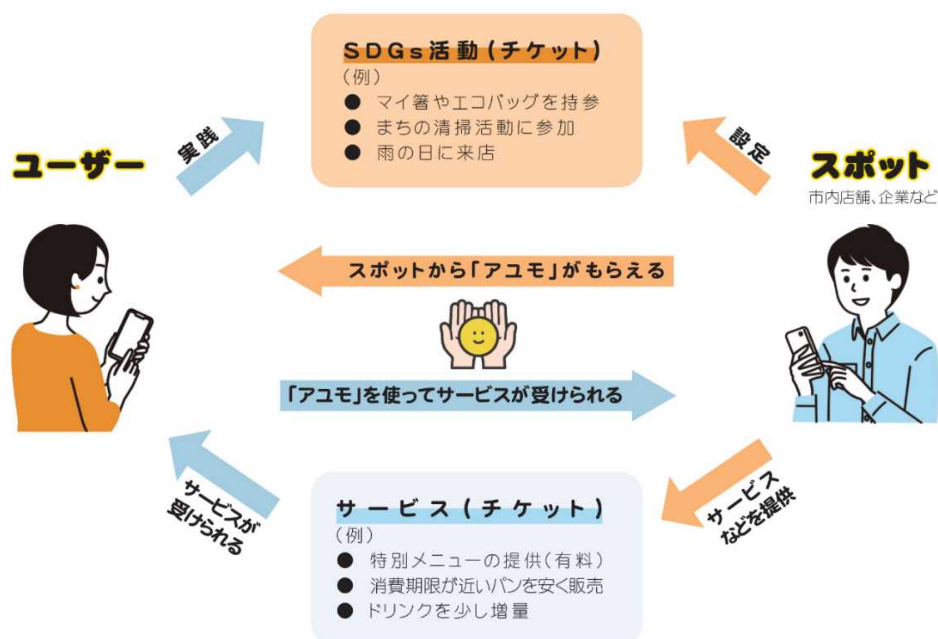 SDGs活動(チケット)
(例)
● マイ箸やエコバッグを持参
● まちの清掃活動に参加
● 雨の日に来店
実践
設定
ユーザー
スポット
市内店舗、企業など
スポットから「アユモ」がもらえる
「アユモ」を使ってサービスが受けられる
サービスが
受けられる
サービス
などを提供
サービス(チケット)
(例)
● 特別メニューの提供(有料)
● 消費期限が近いパンを安く販売
● ドリンクを少し増量